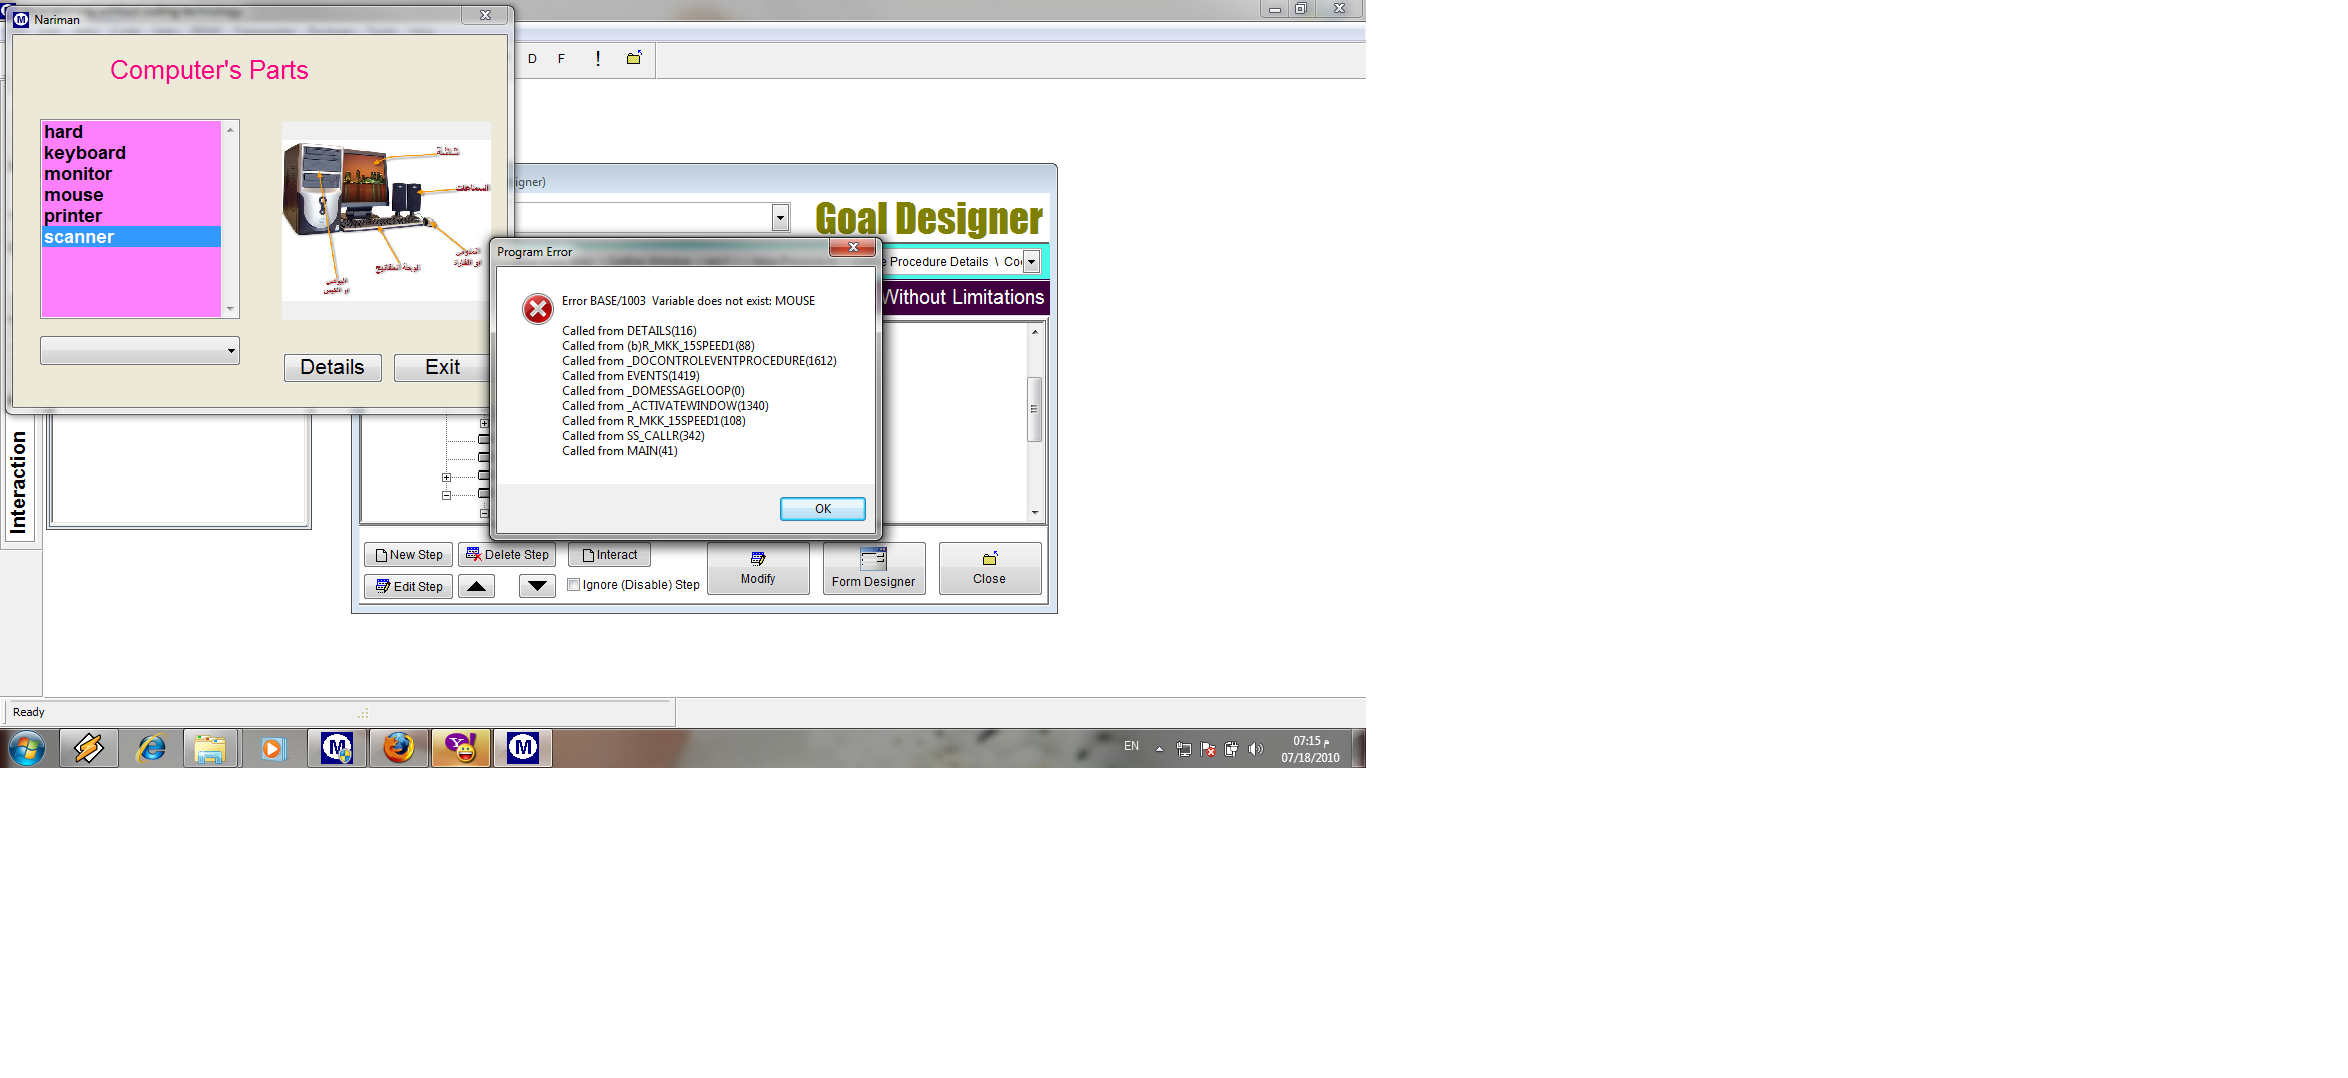 Nariman
Computer's Parts
hard
keyboard
monitor
mouse
printer
scanner
شاشة
السماعات
الماوس
او الفارة
لوحة المفاتيح
او الكيس
Details
Exit
D F !
igner)
Goal Designer
e Procedure Details \ Co
Without Limitations
Program Error
Error BASE/1003 Variable does not exist: MOUSE
Called from DETAILS(116)
Called from (b)R_MKK_15SPEED1(88)
Called from _DOCONTROLEVENTPROCEDURE(1612)
Called from EVENTS(1419)
Called from _DOMESSAGELOOP(0)
Called from _ACTIVATEWINDOW(1340)
Called from R_MKK_15SPEED1(108)
Called from SS_CALLR(342)
Called from MAIN(41)
OK
Interaction
New Step
Delete Step
Interact
Edit Step
Ignore (Disable) Step
Modify
Form Designer
Close
Ready
EN
07:15 م
07/18/2010